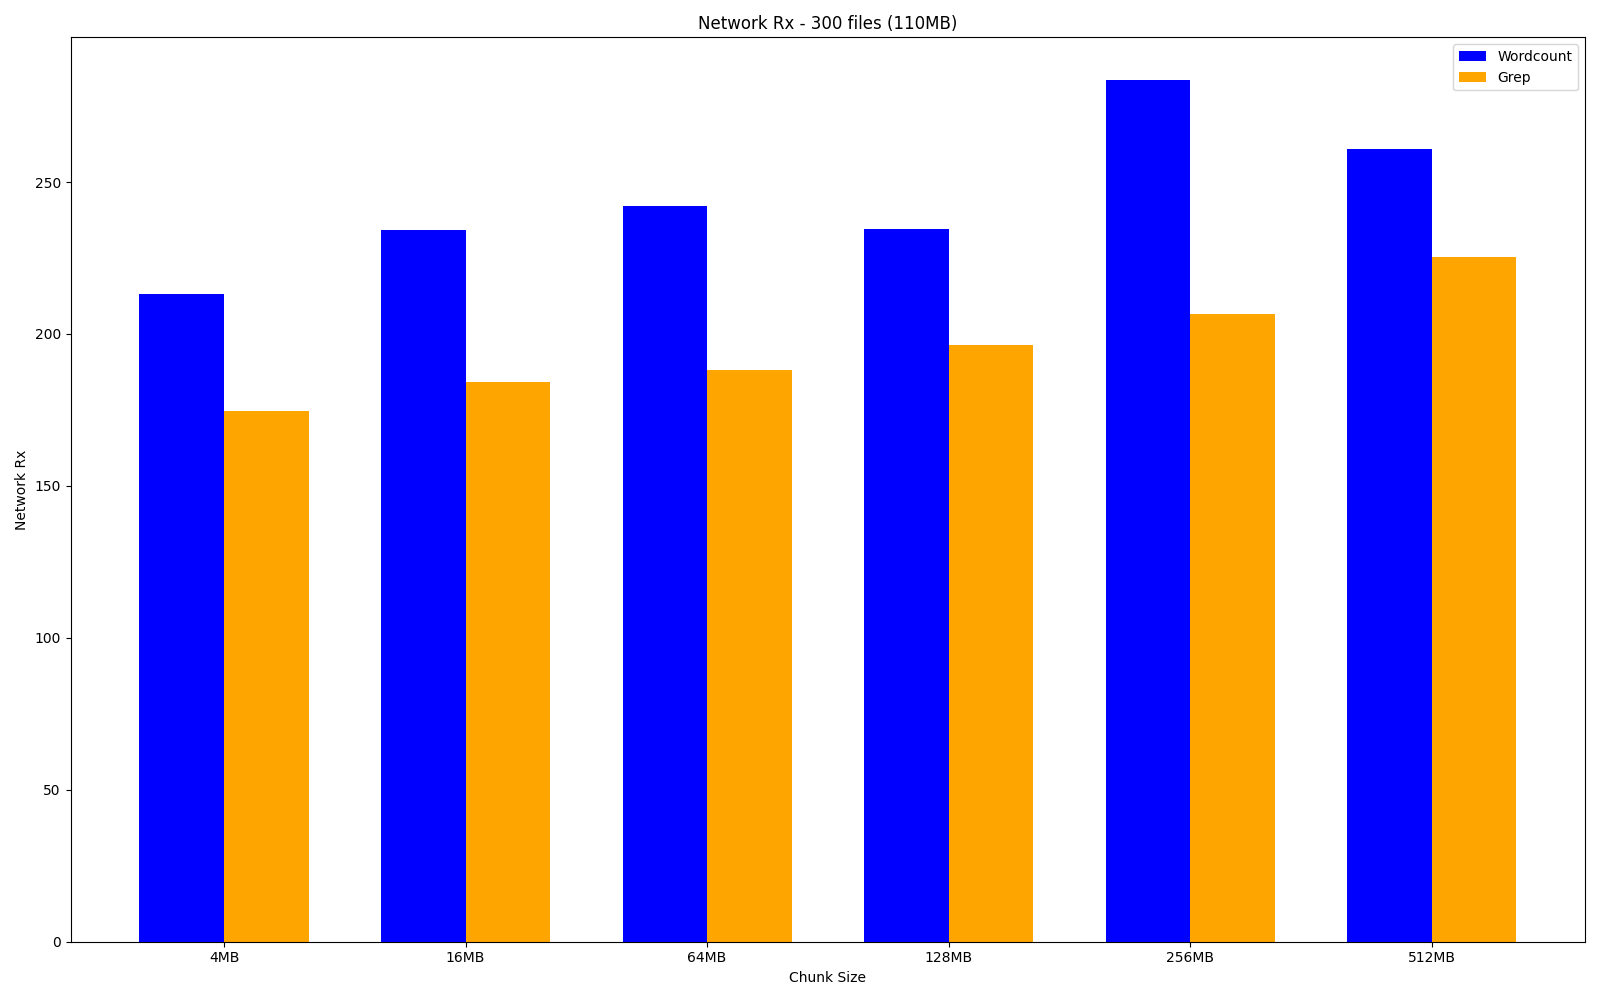 Network Rx - 300 files (110MB)
Wordcount
Grep
Network Rx
250
200
150
100
50
0
4MB 16MB 64MB 128MB 256MB 512MB
Chunk Size